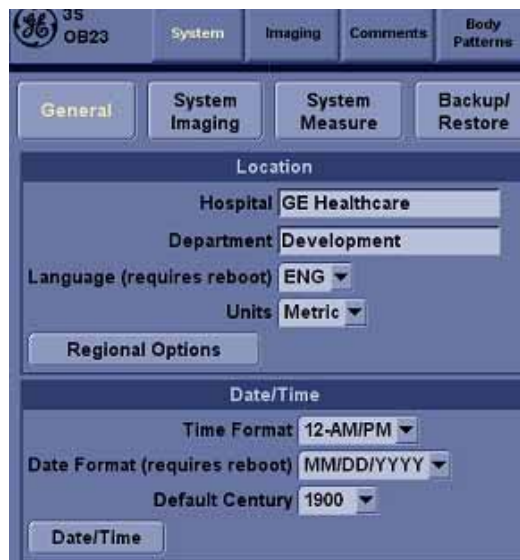 3S
OB23
System
Imaging
Comments
Body
Patterns
General
System
Imaging
System
Measure
Backup/
Restore
Location
Hospital GE Healthcare
Department Development
Language (requires reboot) ENG
Units Metric
Regional Options
Date/Time
Time Format 12-AM/PM
Date Format (requires reboot) MM/DD/YYYY
Default Century 1900
Date/Time